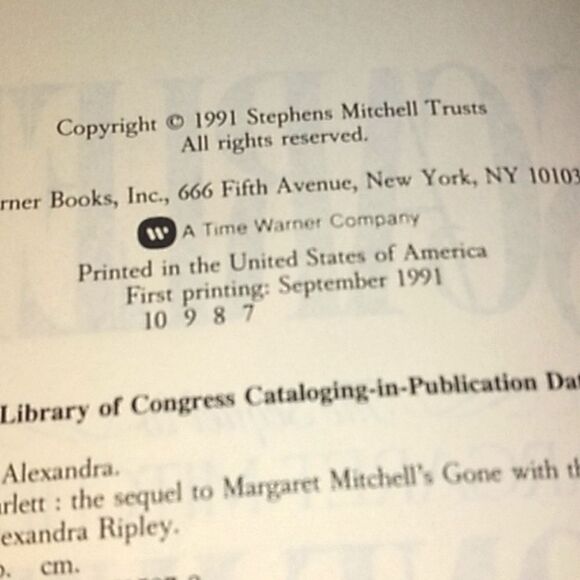 Copyright © 1991 Stephens Mitchell Trusts
All rights reserved.
rner Books, Inc., 666 Fifth Avenue, New York, NY 10103
W A Time Warner Company
Printed in the United States of America
First printing: September 1991
10 9 8 7
Library of Congress Cataloging-in-Publication Dat
Alexandra.
rlett : the sequel to Margaret Mitchell's Gone with th
exandra Ripley.
p. cm.